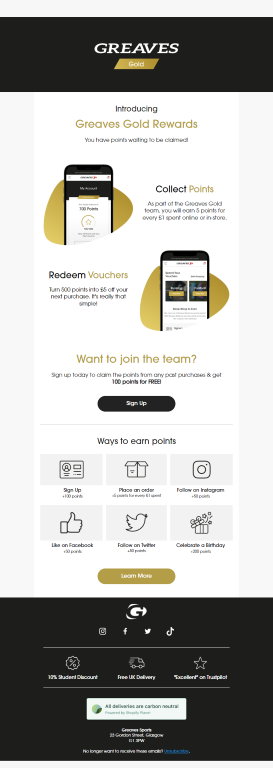 GREAVES
Gold
Introducing
Greaves Gold Rewards
You have points waiting to be claimed!
My Account
100 Points
Collect Points
As part of the Greaves Gold
team, you will earn 5 points for
every £1 spent online or in-store.
Redeem Vouchers
Turn 500 points into £5 off your
next purchase. It's really that
simple!
Want to join the team?
Sign up today to claim the points from any past purchases & get
100 points for FREE!
Sign Up
Ways to earn points
Sign Up
+100 points
Place an order
+5 points for every £1 spent
Follow on Instagram
+50 points
Like on Facebook
+50 points
Follow on Twitter
+50 points
Celebrate a Birthday
+200 points
Learn More
10% Student Discount
Free UK Delivery
"Excellent" on Trustpilot
All deliveries are carbon neutral
Prepared by Shopify Planet
Greaves Sports
23 Gordon Street, Glasgow
G1 3PW
No longer want to receive these emails? Unsubscribe.